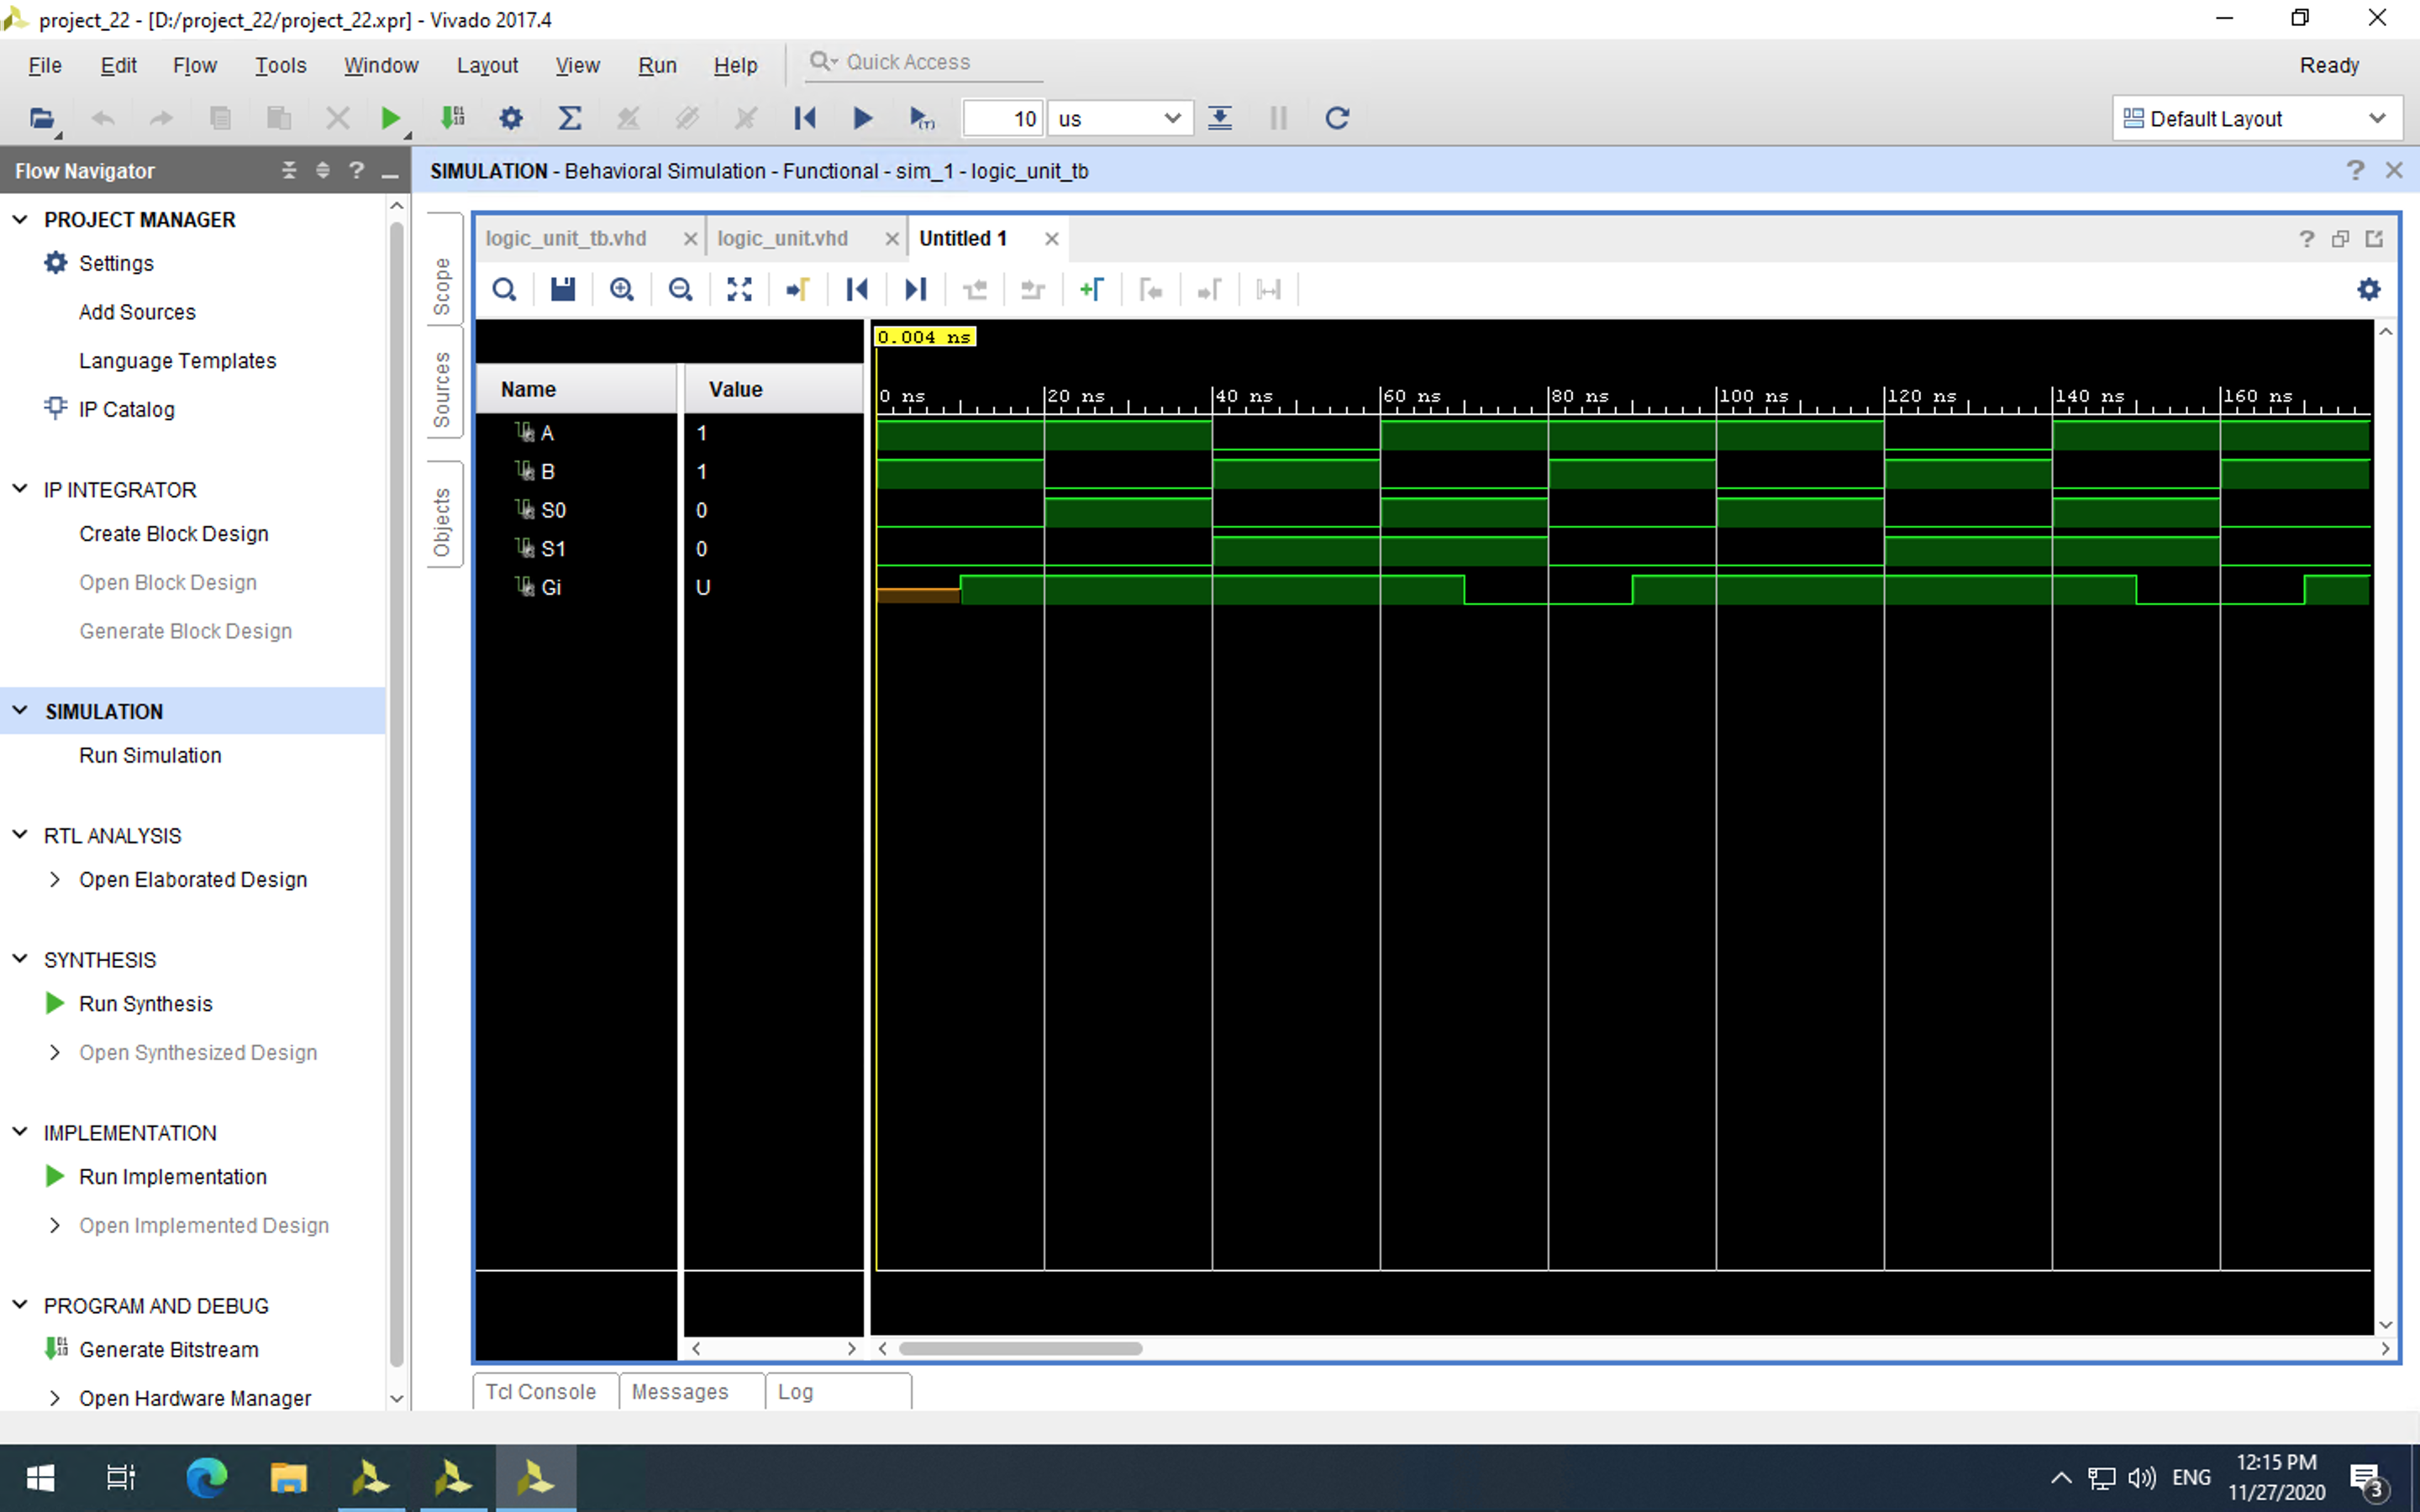 project_22 - [D:/project_22/project_22.xpr] - Vivado 2017.4
File Edit Flow Tools Window Layout View Run Help Quick Access Ready
10 us Default Layout
Flow Navigator
SIMULATION - Behavioral Simulation - Functional - sim_1 - logic_unit_tb
PROJECT MANAGER
Settings
Add Sources
Language Templates
IP Catalog
IP INTEGRATOR
Create Block Design
Open Block Design
Generate Block Design
SIMULATION
Run Simulation
RTL ANALYSIS
Open Elaborated Design
SYNTHESIS
Run Synthesis
Open Synthesized Design
IMPLEMENTATION
Run Implementation
Open Implemented Design
PROGRAM AND DEBUG
Generate Bitstream
Open Hardware Manager
Scope
Sources
Objects
logic_unit_tb.vhd logic_unit.vhd Untitled 1
0.004 ns
Name Value
0 ns 20 ns 40 ns 60 ns 80 ns 100 ns 120 ns 140 ns 160 ns
A 1
B 1
S0 0
S1 0
Gi U
Tcl Console Messages Log
ENG
12:15 PM
11/27/2020
3